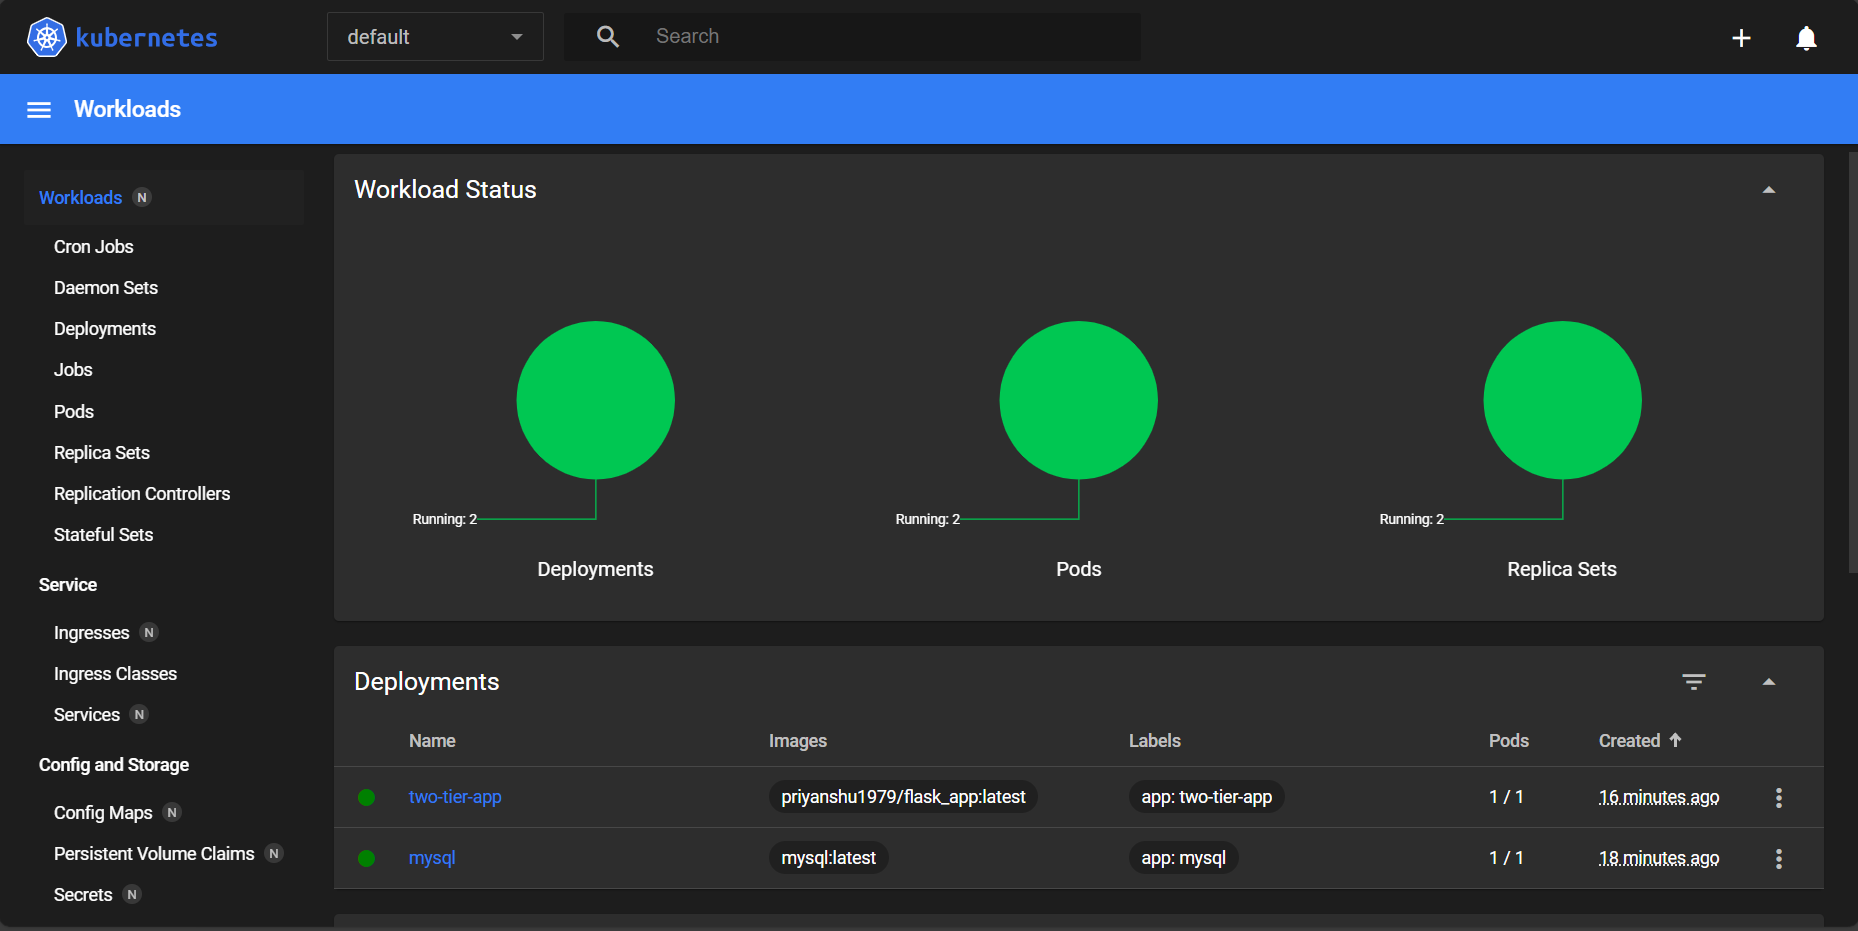 kubernetes
default
Search
Workloads
Workloads N
Cron Jobs
Daemon Sets
Deployments
Jobs
Pods
Replica Sets
Replication Controllers
Stateful Sets
Service
Ingresses N
Ingress Classes
Services N
Config and Storage
Config Maps N
Persistent Volume Claims N
Secrets N
Workload Status
Running: 2
Running: 2
Running: 2
Deployments
Pods
Replica Sets
Deployments
Name Images Labels Pods Created
two-tier-app priyanshu1979/flask_app:latest app: two-tier-app 1 / 1 16 minutes ago
mysql mysql:latest app: mysql 1 / 1 18 minutes ago